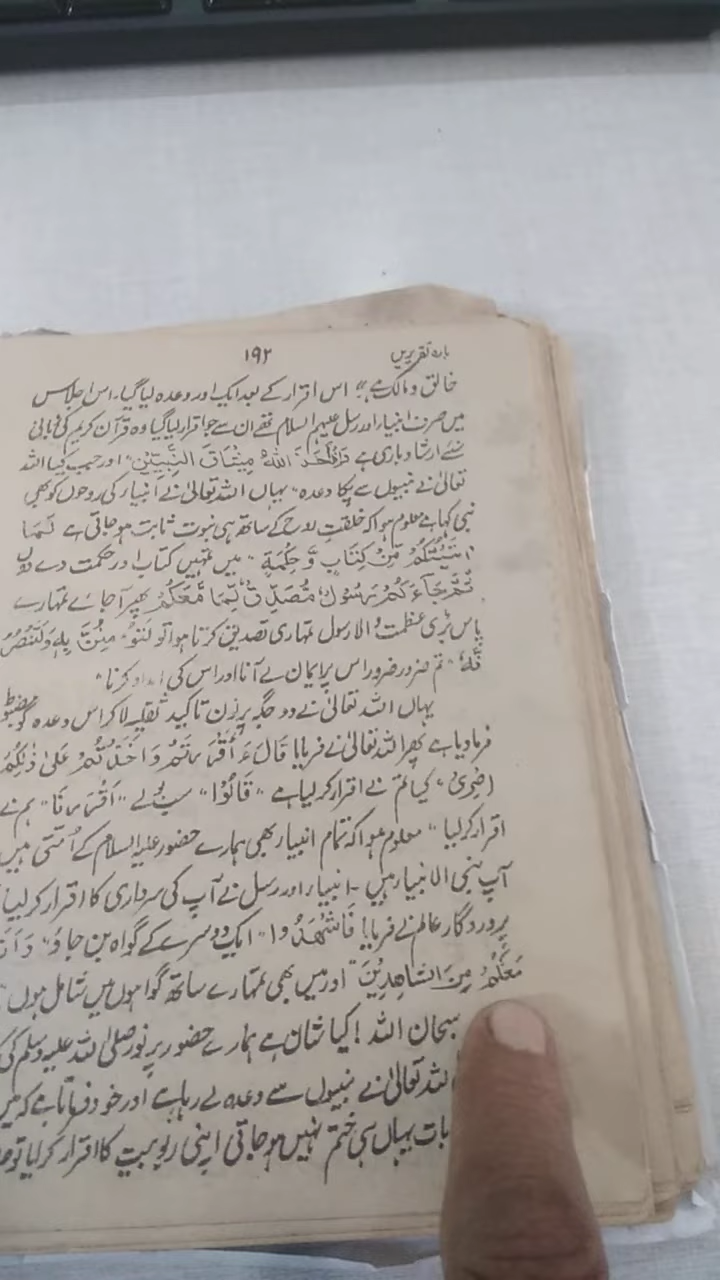 بارہ تقریریں ۱۹۲
خالق و مالک ہے" اس اقرار کے بعد ایک اور وعدہ لیا گیا۔ اس اجلاس
میں صرف انبیاء اور رسل علیہم السلام تھے ان سے جو اقرار لیا گیا وہ قرآن کریم کی زبانی
سنئے ارشاد باری ہے وَاِذْ اَخَذَ اللّٰهُ مِيْثَاقَ النَّبِيّٖنَ" اور جب کیا اللہ
تعالیٰ نے نبیوں سے پکا وعدہ" یہاں اللہ تعالیٰ نے انبیاء کی روحوں کو بھی
نبی کہا ہے معلوم ہوا کہ خلقتِ روح کے ساتھ ہی نبوت ثابت ہو جاتی ہے لَمَا
اٰتَيْتُكُمْ مِّنْ كِتَابٍ وَّ حِكْمَةٍ" میں تمہیں کتاب اور حکمت دے دوں
ثُمَّ جَآءَكُمْ رَسُوْلٌ مُّصَدِّقٌ لِّمَا مَعَكُمْ پھر آ جائے تمہارے
پاس بڑی عظمت والا رسول تمہاری تصدیق کرتا ہوا تو لَتُؤْمِنُنَّ بِهٖ وَلَتَنْصُرُ
نَّهٗ" تم ضرور ضرور اس پر ایمان لے آنا اور اس کی امداد کرنا"
یہاں اللہ تعالیٰ نے دو جگہ پر نون تاکید ثقیلہ لا کر اس وعدہ کو مضبوط
فرما دیا ہے پھر اللہ تعالیٰ نے فرمایا قَالَ ءَاَقْرَرْتُمْ وَاَخَذْتُمْ عَلٰى ذٰلِكُمْ
اِصْرِيْ" کیا تم نے اقرار کر لیا ہے "قَالُوْا" سب بولے "اَقْرَرْنَا" ہم نے
اقرار کر لیا" معلوم ہوا کہ تمام انبیاء بھی ہمارے حضور علیہ السلام کے اُمتی ہیں
آپ نبی الانبیاء ہیں۔ انبیاء اور رسل نے آپ کی سرداری کا اقرار کر لیا
پروردگارِ عالم نے فرمایا! فَاشْهَدُوْا" ایک دوسرے کے گواہ بن جاؤ" وَاَنَا
مَعَكُمْ مِنَ الشَّاهِدِيْنَ" اور میں بھی تمہارے ساتھ گواہوں میں شامل ہوں"
سبحان اللہ! کیا شان ہے ہمارے حضور پرنور صلی اللہ علیہ وسلم کی
اللہ تعالیٰ نے نبیوں سے وعدہ لے رہا ہے اور خود فرماتا ہے کہ میں
بات یہاں ہی ختم نہیں ہو جاتی اپنی ربوبیت کا اقرار کر لیا تو